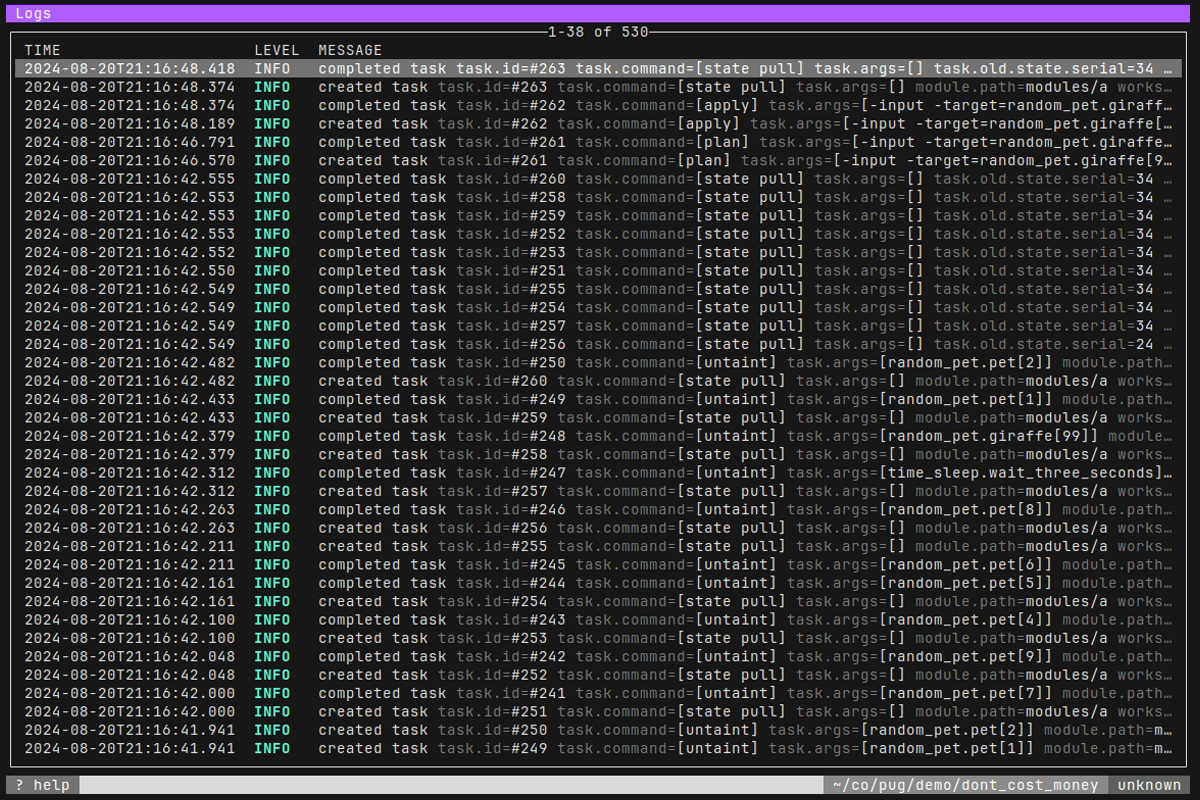 Logs
1-38 of 530
TIME LEVEL MESSAGE
2024-08-20T21:16:48.418 INFO completed task task.id=#263 task.command=[state pull] task.args=[] task.old.state.serial=34 …
2024-08-20T21:16:48.374 INFO created task task.id=#263 task.command=[state pull] task.args=[] module.path=modules/a works…
2024-08-20T21:16:48.374 INFO completed task task.id=#262 task.command=[apply] task.args=[-input -target=random_pet.giraff…
2024-08-20T21:16:48.189 INFO created task task.id=#262 task.command=[apply] task.args=[-input -target=random_pet.giraffe[…
2024-08-20T21:16:46.791 INFO completed task task.id=#261 task.command=[plan] task.args=[-input -target=random_pet.giraffe…
2024-08-20T21:16:46.570 INFO created task task.id=#261 task.command=[plan] task.args=[-input -target=random_pet.giraffe[9…
2024-08-20T21:16:42.555 INFO completed task task.id=#260 task.command=[state pull] task.args=[] task.old.state.serial=34 …
2024-08-20T21:16:42.553 INFO completed task task.id=#258 task.command=[state pull] task.args=[] task.old.state.serial=34 …
2024-08-20T21:16:42.553 INFO completed task task.id=#259 task.command=[state pull] task.args=[] task.old.state.serial=34 …
2024-08-20T21:16:42.553 INFO completed task task.id=#252 task.command=[state pull] task.args=[] task.old.state.serial=34 …
2024-08-20T21:16:42.552 INFO completed task task.id=#253 task.command=[state pull] task.args=[] task.old.state.serial=34 …
2024-08-20T21:16:42.550 INFO completed task task.id=#251 task.command=[state pull] task.args=[] task.old.state.serial=34 …
2024-08-20T21:16:42.549 INFO completed task task.id=#255 task.command=[state pull] task.args=[] task.old.state.serial=34 …
2024-08-20T21:16:42.549 INFO completed task task.id=#254 task.command=[state pull] task.args=[] task.old.state.serial=34 …
2024-08-20T21:16:42.549 INFO completed task task.id=#257 task.command=[state pull] task.args=[] task.old.state.serial=34 …
2024-08-20T21:16:42.549 INFO completed task task.id=#256 task.command=[state pull] task.args=[] task.old.state.serial=24 …
2024-08-20T21:16:42.482 INFO completed task task.id=#250 task.command=[untaint] task.args=[random_pet.pet[2]] module.path…
2024-08-20T21:16:42.482 INFO created task task.id=#260 task.command=[state pull] task.args=[] module.path=modules/a works…
2024-08-20T21:16:42.433 INFO completed task task.id=#249 task.command=[untaint] task.args=[random_pet.pet[1]] module.path…
2024-08-20T21:16:42.433 INFO created task task.id=#259 task.command=[state pull] task.args=[] module.path=modules/a works…
2024-08-20T21:16:42.379 INFO completed task task.id=#248 task.command=[untaint] task.args=[random_pet.giraffe[99]] module…
2024-08-20T21:16:42.379 INFO created task task.id=#258 task.command=[state pull] task.args=[] module.path=modules/a works…
2024-08-20T21:16:42.312 INFO completed task task.id=#247 task.command=[untaint] task.args=[time_sleep.wait_three_seconds]…
2024-08-20T21:16:42.312 INFO created task task.id=#257 task.command=[state pull] task.args=[] module.path=modules/a works…
2024-08-20T21:16:42.263 INFO completed task task.id=#246 task.command=[untaint] task.args=[random_pet.pet[8]] module.path…
2024-08-20T21:16:42.263 INFO created task task.id=#256 task.command=[state pull] task.args=[] module.path=modules/a works…
2024-08-20T21:16:42.211 INFO created task task.id=#255 task.command=[state pull] task.args=[] module.path=modules/a works…
2024-08-20T21:16:42.211 INFO completed task task.id=#245 task.command=[untaint] task.args=[random_pet.pet[6]] module.path…
2024-08-20T21:16:42.161 INFO completed task task.id=#244 task.command=[untaint] task.args=[random_pet.pet[5]] module.path…
2024-08-20T21:16:42.161 INFO created task task.id=#254 task.command=[state pull] task.args=[] module.path=modules/a works…
2024-08-20T21:16:42.100 INFO completed task task.id=#243 task.command=[untaint] task.args=[random_pet.pet[4]] module.path…
2024-08-20T21:16:42.100 INFO created task task.id=#253 task.command=[state pull] task.args=[] module.path=modules/a works…
2024-08-20T21:16:42.048 INFO completed task task.id=#242 task.command=[untaint] task.args=[random_pet.pet[9]] module.path…
2024-08-20T21:16:42.048 INFO created task task.id=#252 task.command=[state pull] task.args=[] module.path=modules/a works…
2024-08-20T21:16:42.000 INFO completed task task.id=#241 task.command=[untaint] task.args=[random_pet.pet[7]] module.path…
2024-08-20T21:16:42.000 INFO created task task.id=#251 task.command=[state pull] task.args=[] module.path=modules/a works…
2024-08-20T21:16:41.941 INFO created task task.id=#250 task.command=[untaint] task.args=[random_pet.pet[2]] module.path=m…
2024-08-20T21:16:41.941 INFO created task task.id=#249 task.command=[untaint] task.args=[random_pet.pet[1]] module.path=m…
? help ~/co/pug/demo/dont_cost_money unknown